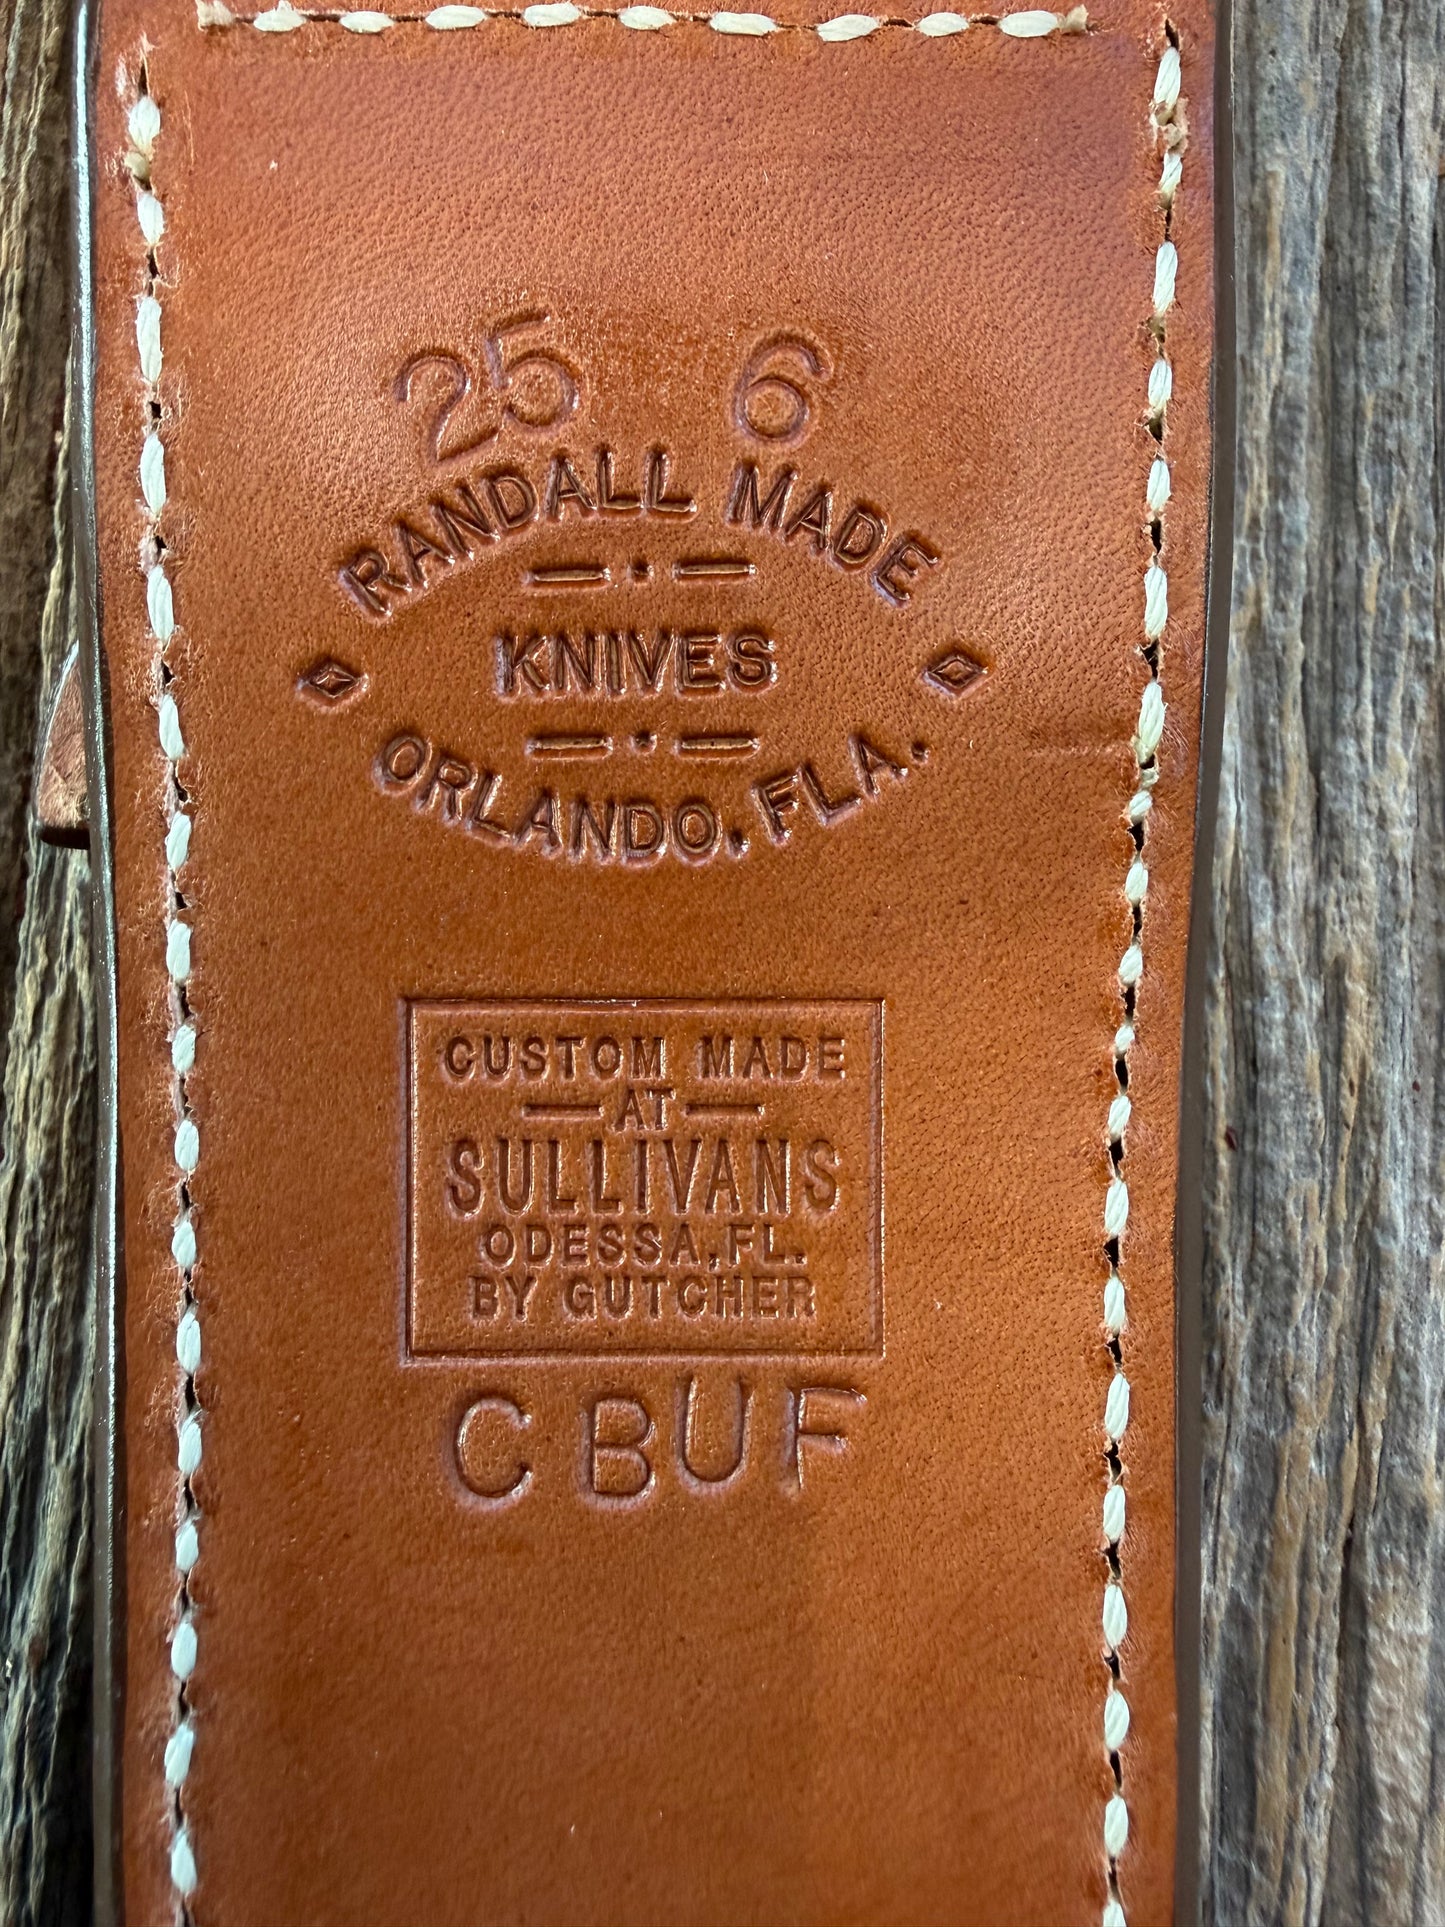 25 6
RANDALL MADE
KNIVES
ORLANDO, FLA.
CUSTOM MADE
AT
SULLIVANS
ODESSA, FL.
BY GUTCHER
C BUF